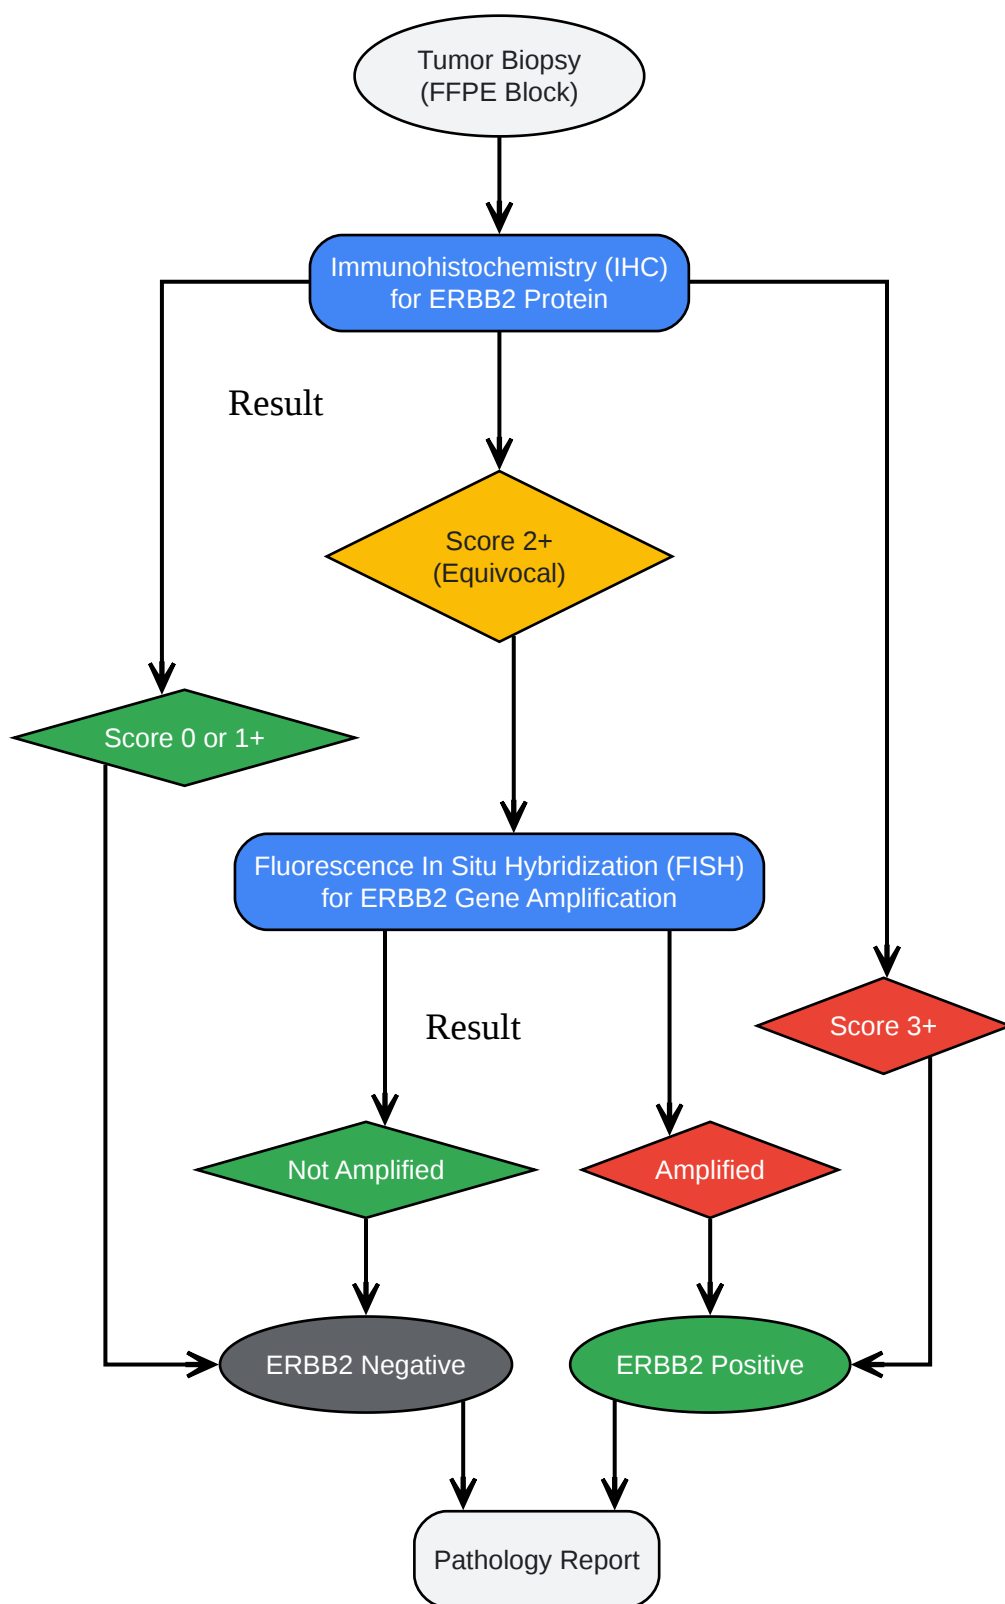 Tumor Biopsy
(FFPE Block)
Immunohistochemistry (IHC)
for ERBB2 Protein
Result
Score 2+
(Equivocal)
Score 0 or 1+
Fluorescence In Situ Hybridization (FISH)
for ERBB2 Gene Amplification
Score 3+
Result
Not Amplified
Amplified
ERBB2 Negative
ERBB2 Positive
Pathology Report